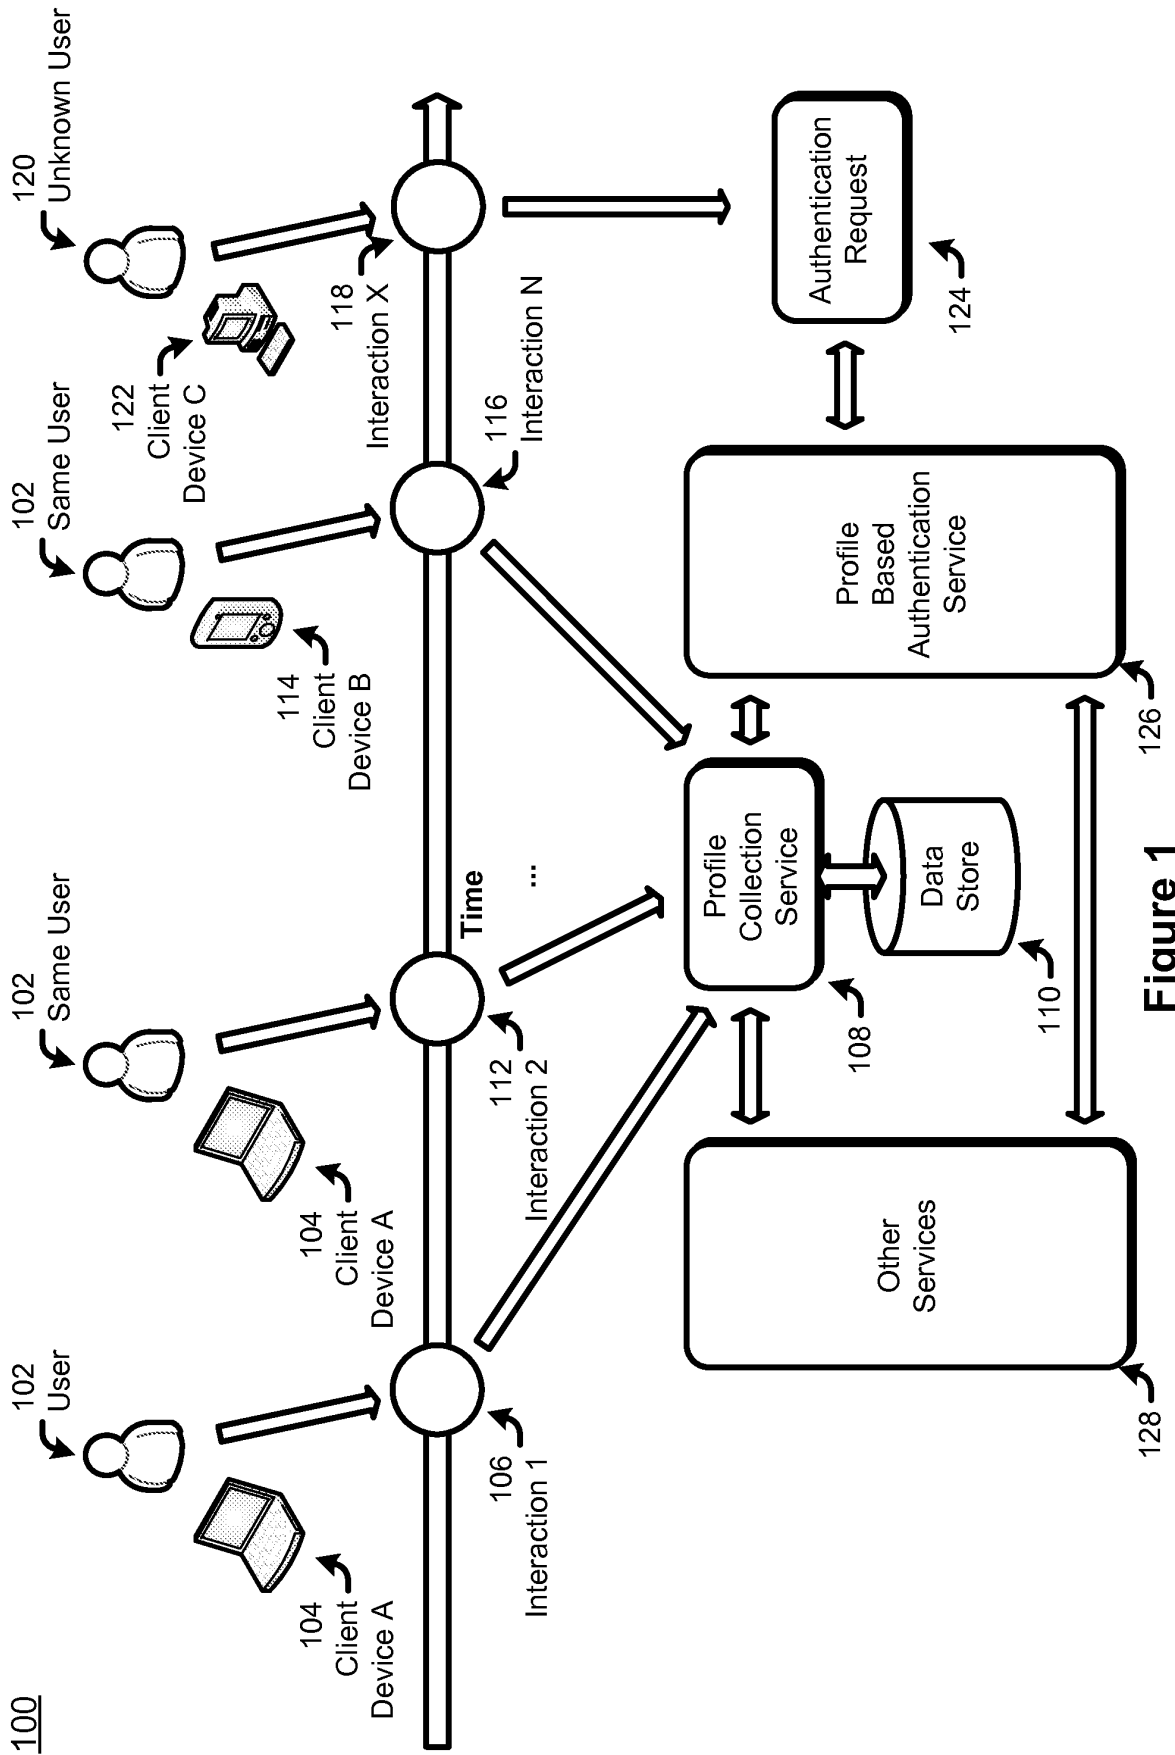 100
102
User
102
Same User
102
Same User
120
Unknown User
104
Client
Device A
104
Client
Device A
114
Client
Device B
122
Client
Device C
118
Interaction X
Time
106
Interaction 1
112
Interaction 2
...
116
Interaction N
Other
Services
128
Profile
Collection
Service
108
Data
Store
110
Profile
Based
Authentication
Service
126
Authentication
Request
124
Figure 1